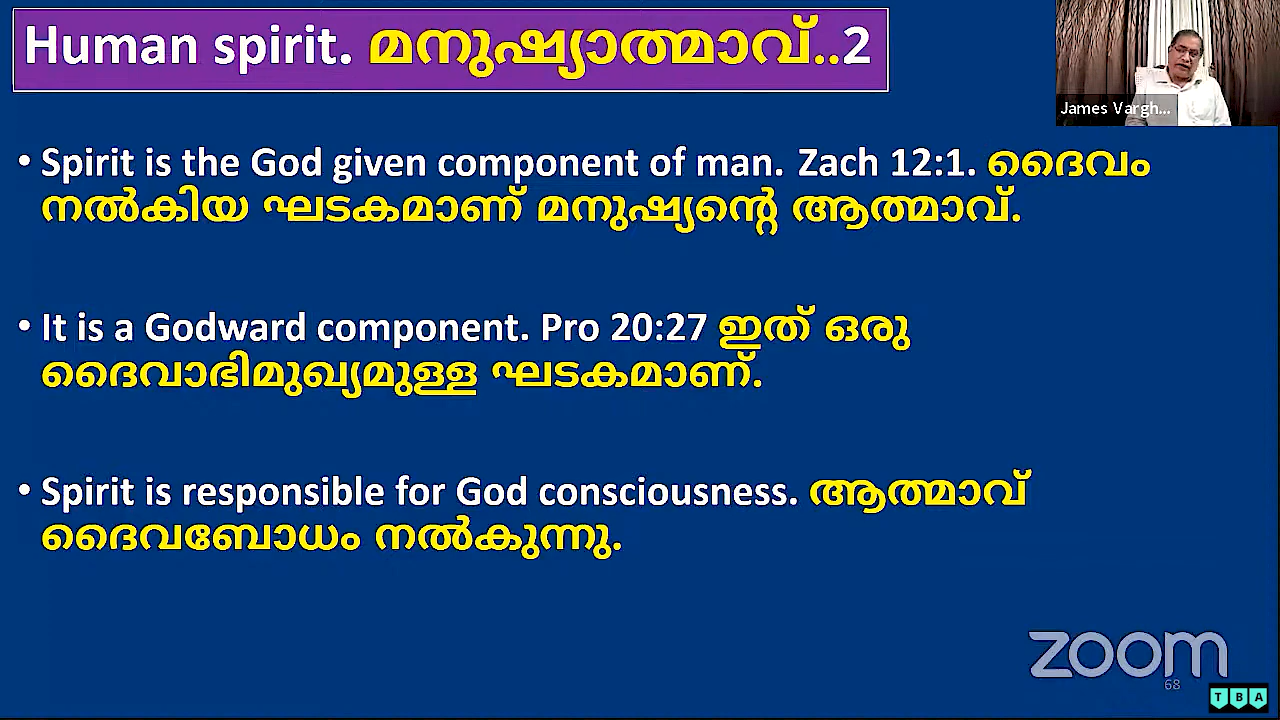 Human spirit. മനുഷ്യാത്മാവ്..2
James Vargh...
• Spirit is the God given component of man. Zach 12:1. ദൈവം
നൽകിയ ഘടകമാണ് മനുഷ്യന്റെ ആത്മാവ്.
• It is a Godward component. Pro 20:27 ഇത് ഒരു
ദൈവാഭിമുഖ്യമുള്ള ഘടകമാണ്.
• Spirit is responsible for God consciousness. ആത്മാവ്
ദൈവബോധം നൽകുന്നു.
zoom
68
TBA